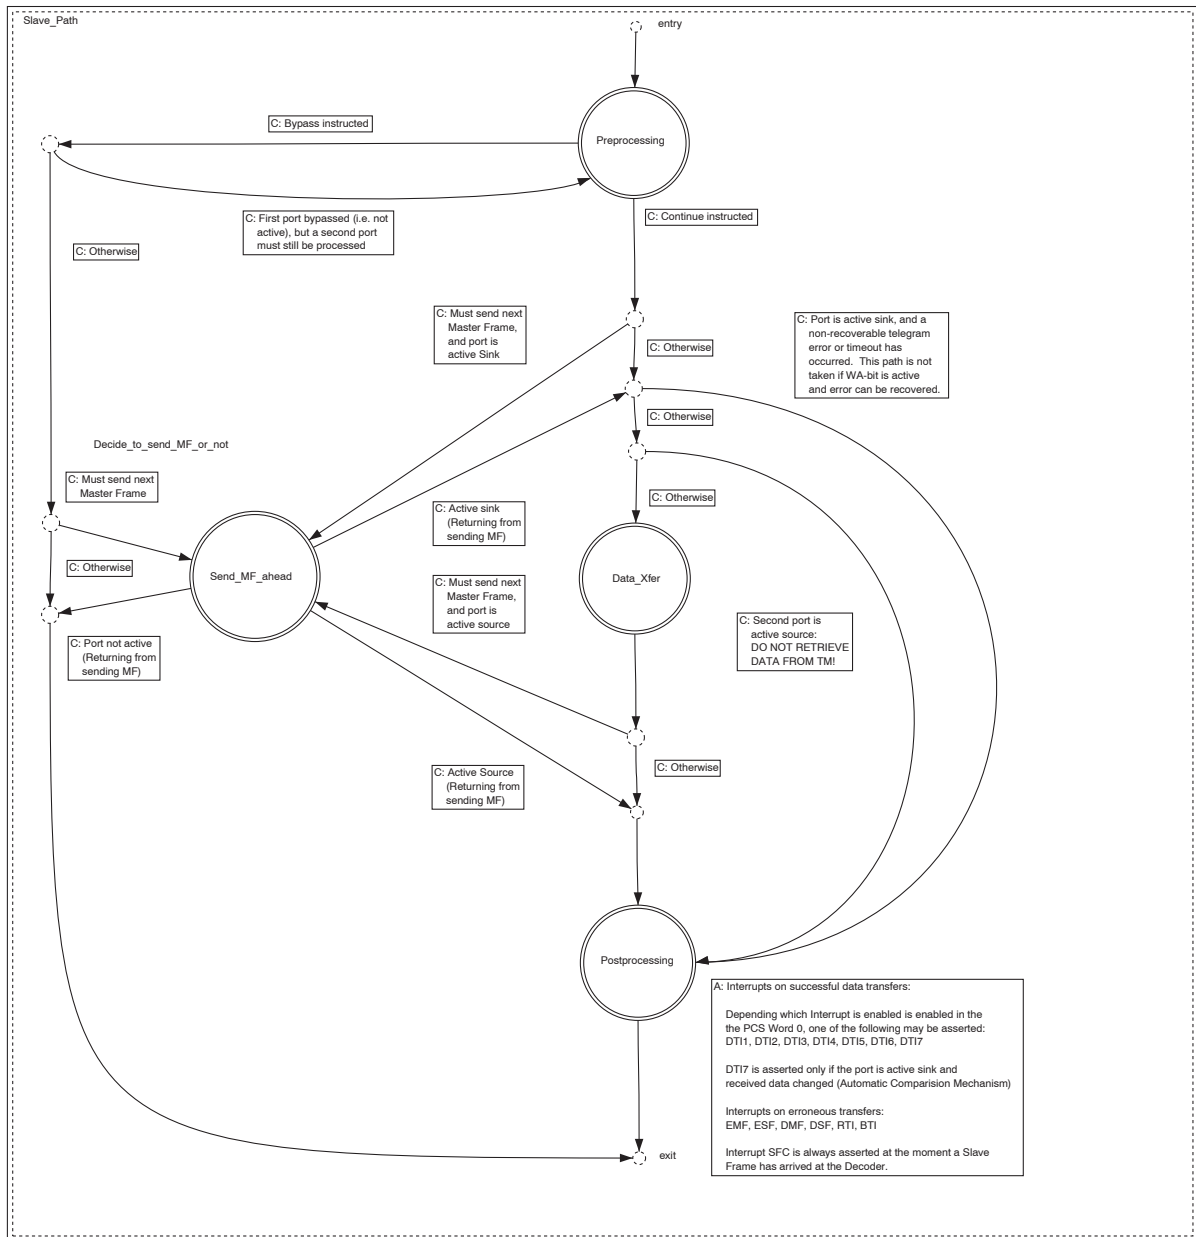 Slave_Path
entry
Preprocessing
C: Bypass instructed
C: First port bypassed (i.e. not
active), but a second port
must still be processed
C: Continue instructed
C: Otherwise
C: Must send next
Master Frame,
and port is
active Sink
C: Otherwise
C: Port is active sink, and a
non-recoverable telegram
error or timeout has
occurred. This path is not
taken if WA-bit is active
and error can be recovered.
C: Otherwise
Decide_to_send_MF_or_not
C: Must send next
Master Frame
C: Otherwise
C: Active sink
(Returning from
sending MF)
Send_MF_ahead
Data_Xfer
C: Otherwise
C: Must send next
Master Frame,
and port is
active source
C: Port not active
(Returning from
sending MF)
C: Second port is
active source:
DO NOT RETRIEVE
DATA FROM TM!
C: Active Source
(Returning from
sending MF)
C: Otherwise
Postprocessing
A: Interrupts on successful data transfers:
Depending which Interrupt is enabled is enabled in the
the PCS Word 0, one of the following may be asserted:
DTI1, DTI2, DTI3, DTI4, DTI5, DTI6, DTI7
DTI7 is asserted only if the port is active sink and
received data changed (Automatic Comparision Mechanism)
Interrupts on erroneous transfers:
EMF, ESF, DMF, DSF, RTI, BTI
Interrupt SFC is always asserted at the moment a Slave
Frame has arrived at the Decoder.
exit